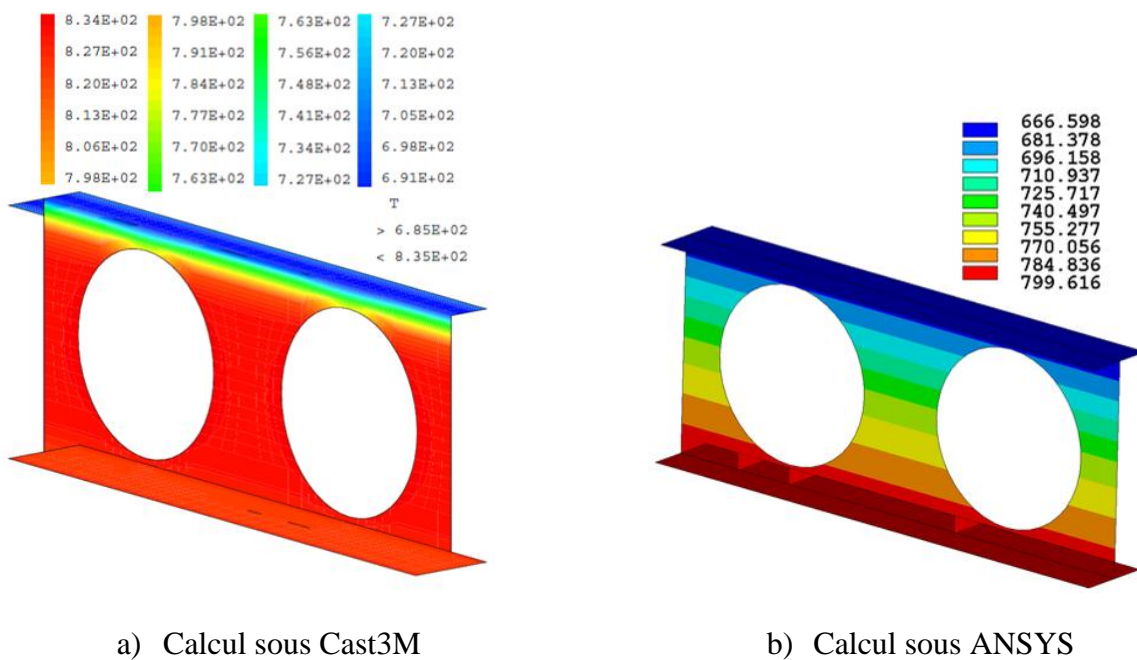 8.34E+02 7.98E+02 7.63E+02 7.27E+02
8.27E+02 7.91E+02 7.56E+02 7.20E+02
8.20E+02 7.84E+02 7.48E+02 7.13E+02
8.13E+02 7.77E+02 7.41E+02 7.05E+02
8.06E+02 7.70E+02 7.34E+02 6.98E+02
7.98E+02 7.63E+02 7.27E+02 6.91E+02
T
> 6.85E+02
< 8.35E+02
666.598
681.378
696.158
710.937
725.717
740.497
755.277
770.056
784.836
799.616
a) Calcul sous Cast3M
b) Calcul sous ANSYS